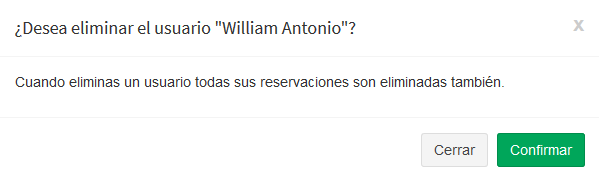 ¿Desea eliminar el usuario "William Antonio"?
x
Cuando eliminas un usuario todas sus reservaciones son eliminadas también.
Cerrar
Confirmar